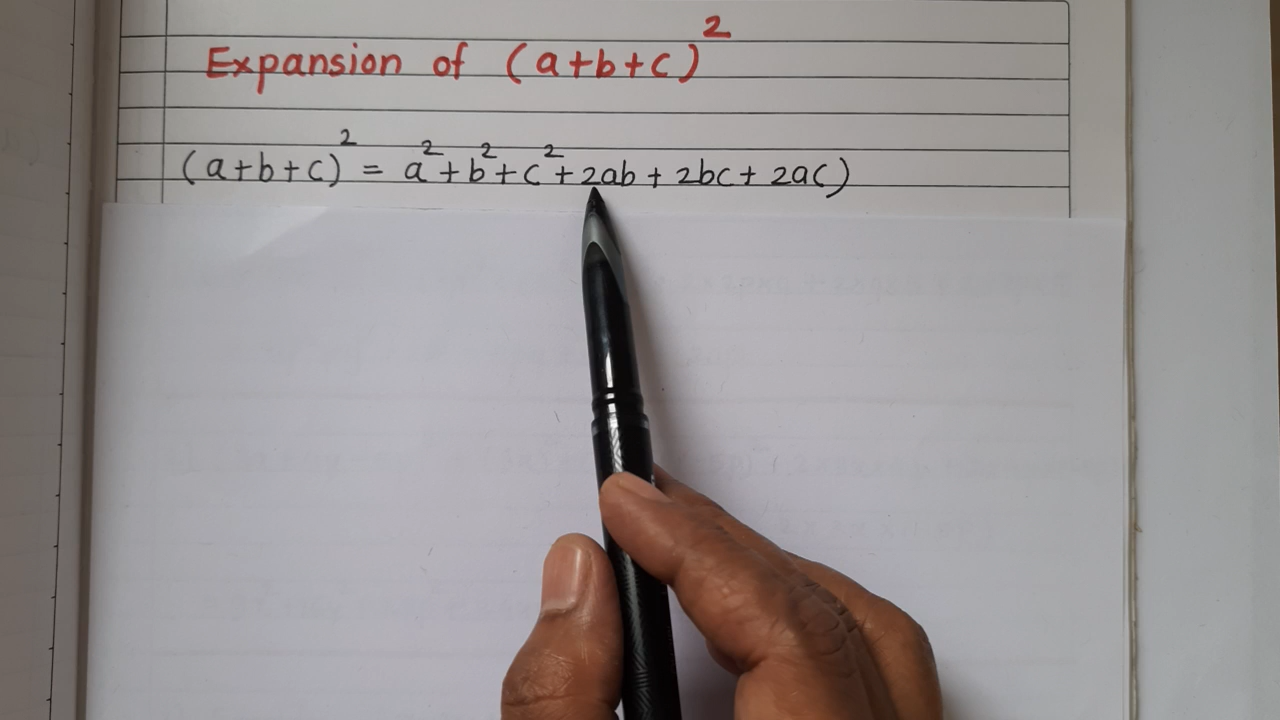 Expansion of (a+b+c)²
(a+b+c)² = a²+b²+c²+2ab+2bc+2ac)